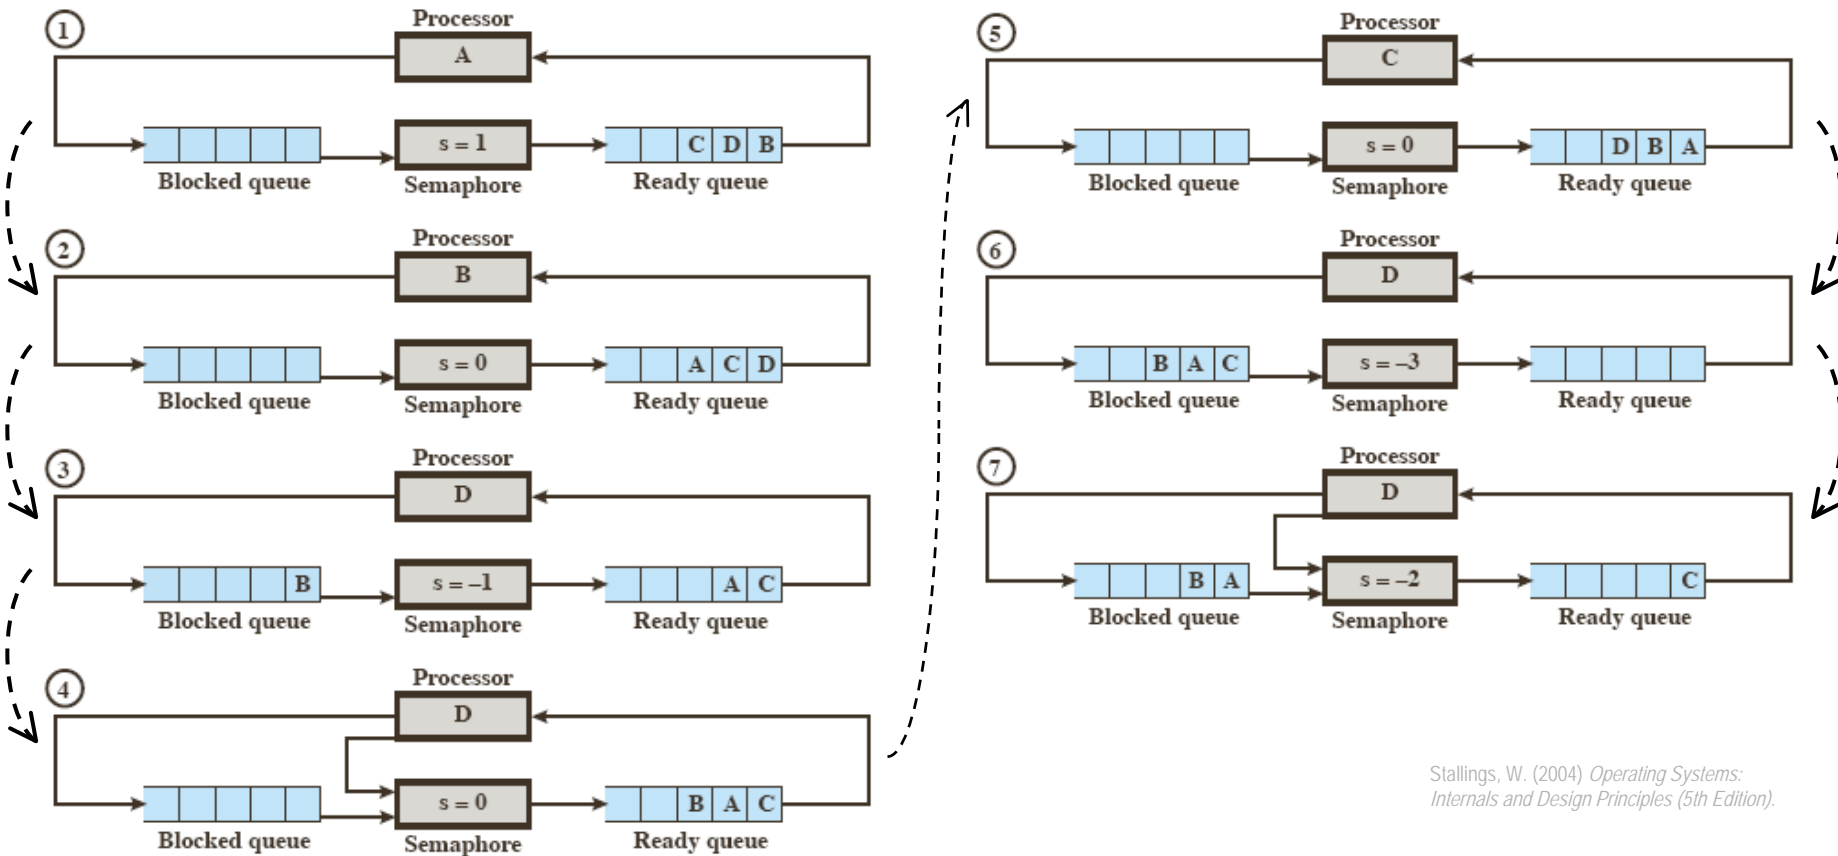 1
Processor
A
s = 1
C D B
Blocked queue
Semaphore
Ready queue
2
Processor
B
s = 0
A C D
Blocked queue
Semaphore
Ready queue
3
Processor
D
B
s = –1
A C
Blocked queue
Semaphore
Ready queue
4
Processor
D
s = 0
B A C
Blocked queue
Semaphore
Ready queue
5
Processor
C
s = 0
D B A
Blocked queue
Semaphore
Ready queue
6
Processor
D
B A C
s = –3
Blocked queue
Semaphore
Ready queue
7
Processor
D
B A
s = –2
C
Blocked queue
Semaphore
Ready queue
Stallings, W. (2004) Operating Systems:
Internals and Design Principles (5th Edition).